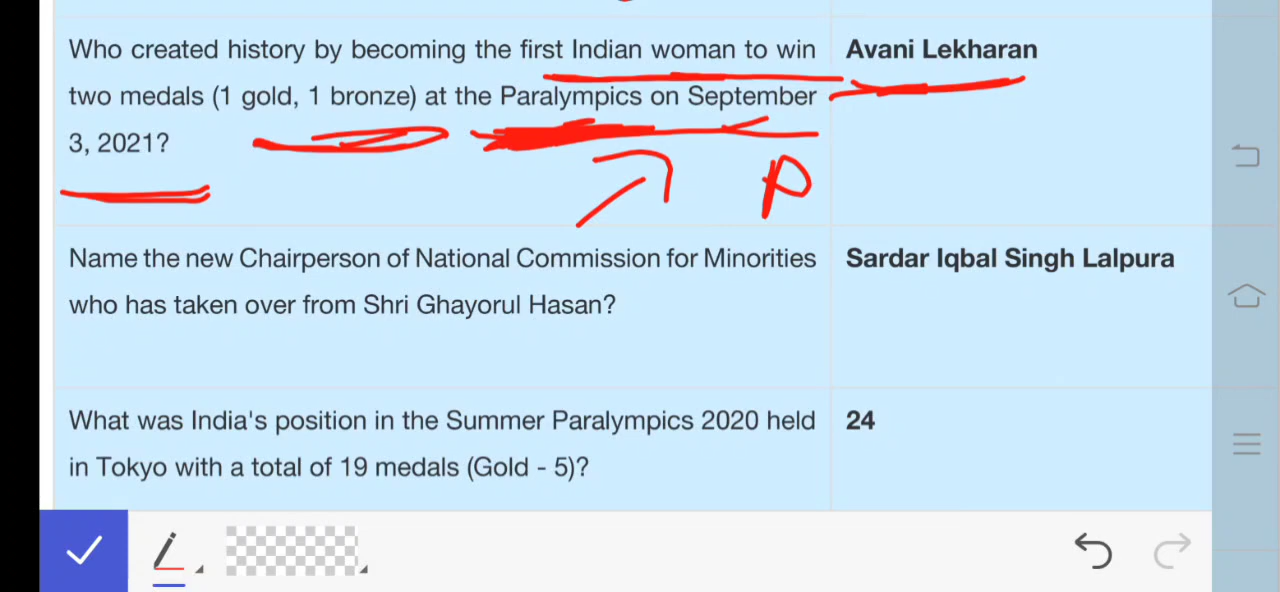 Who created history by becoming the first Indian woman to win
two medals (1 gold, 1 bronze) at the Paralympics on September
3, 2021?
Avani Lekharan
P
Name the new Chairperson of National Commission for Minorities
who has taken over from Shri Ghayorul Hasan?
Sardar Iqbal Singh Lalpura
What was India's position in the Summer Paralympics 2020 held
in Tokyo with a total of 19 medals (Gold - 5)?
24